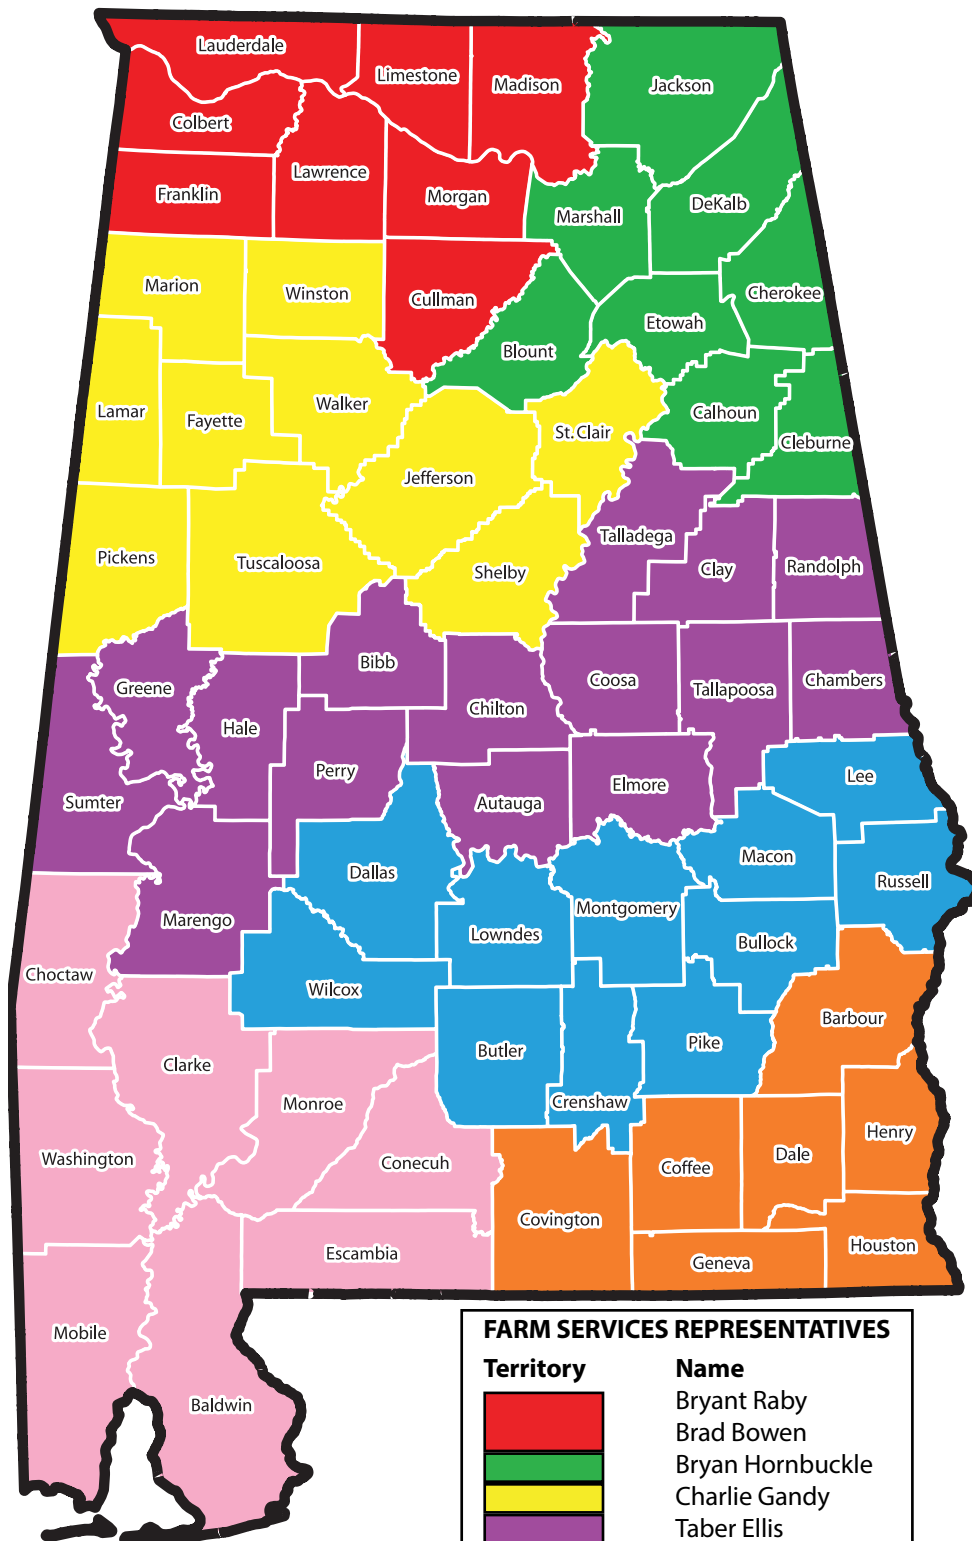 Lauderdale
Limestone
Madison
Jackson
Colbert
Lawrence
Franklin
Morgan
DeKalb
Marshall
Marion
Winston
Cullman
Cherokee
Etowah
Blount
Lamar
Fayette
Walker
St. Clair
Calhoun
Cleburne
Jefferson
Pickens
Tuscaloosa
Shelby
Talladega
Clay
Randolph
Bibb
Greene
Hale
Chilton
Coosa
Tallapoosa
Chambers
Perry
Sumter
Autauga
Elmore
Lee
Dallas
Macon
Russell
Marengo
Lowndes
Montgomery
Bullock
Choctaw
Wilcox
Barbour
Clarke
Butler
Pike
Monroe
Crenshaw
Washington
Conecuh
Coffee
Dale
Henry
Covington
Escambia
Geneva
Houston
Mobile
Baldwin
FARM SERVICES REPRESENTATIVES
Territory Name
Bryant Raby
Brad Bowen
Bryan Hornbuckle
Charlie Gandy
Taber Ellis